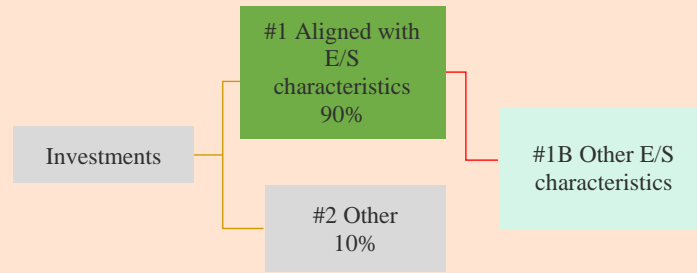 #1 Aligned with
E/S
characteristics
90%
Investments
#1B Other E/S
characteristics
#2 Other
10%